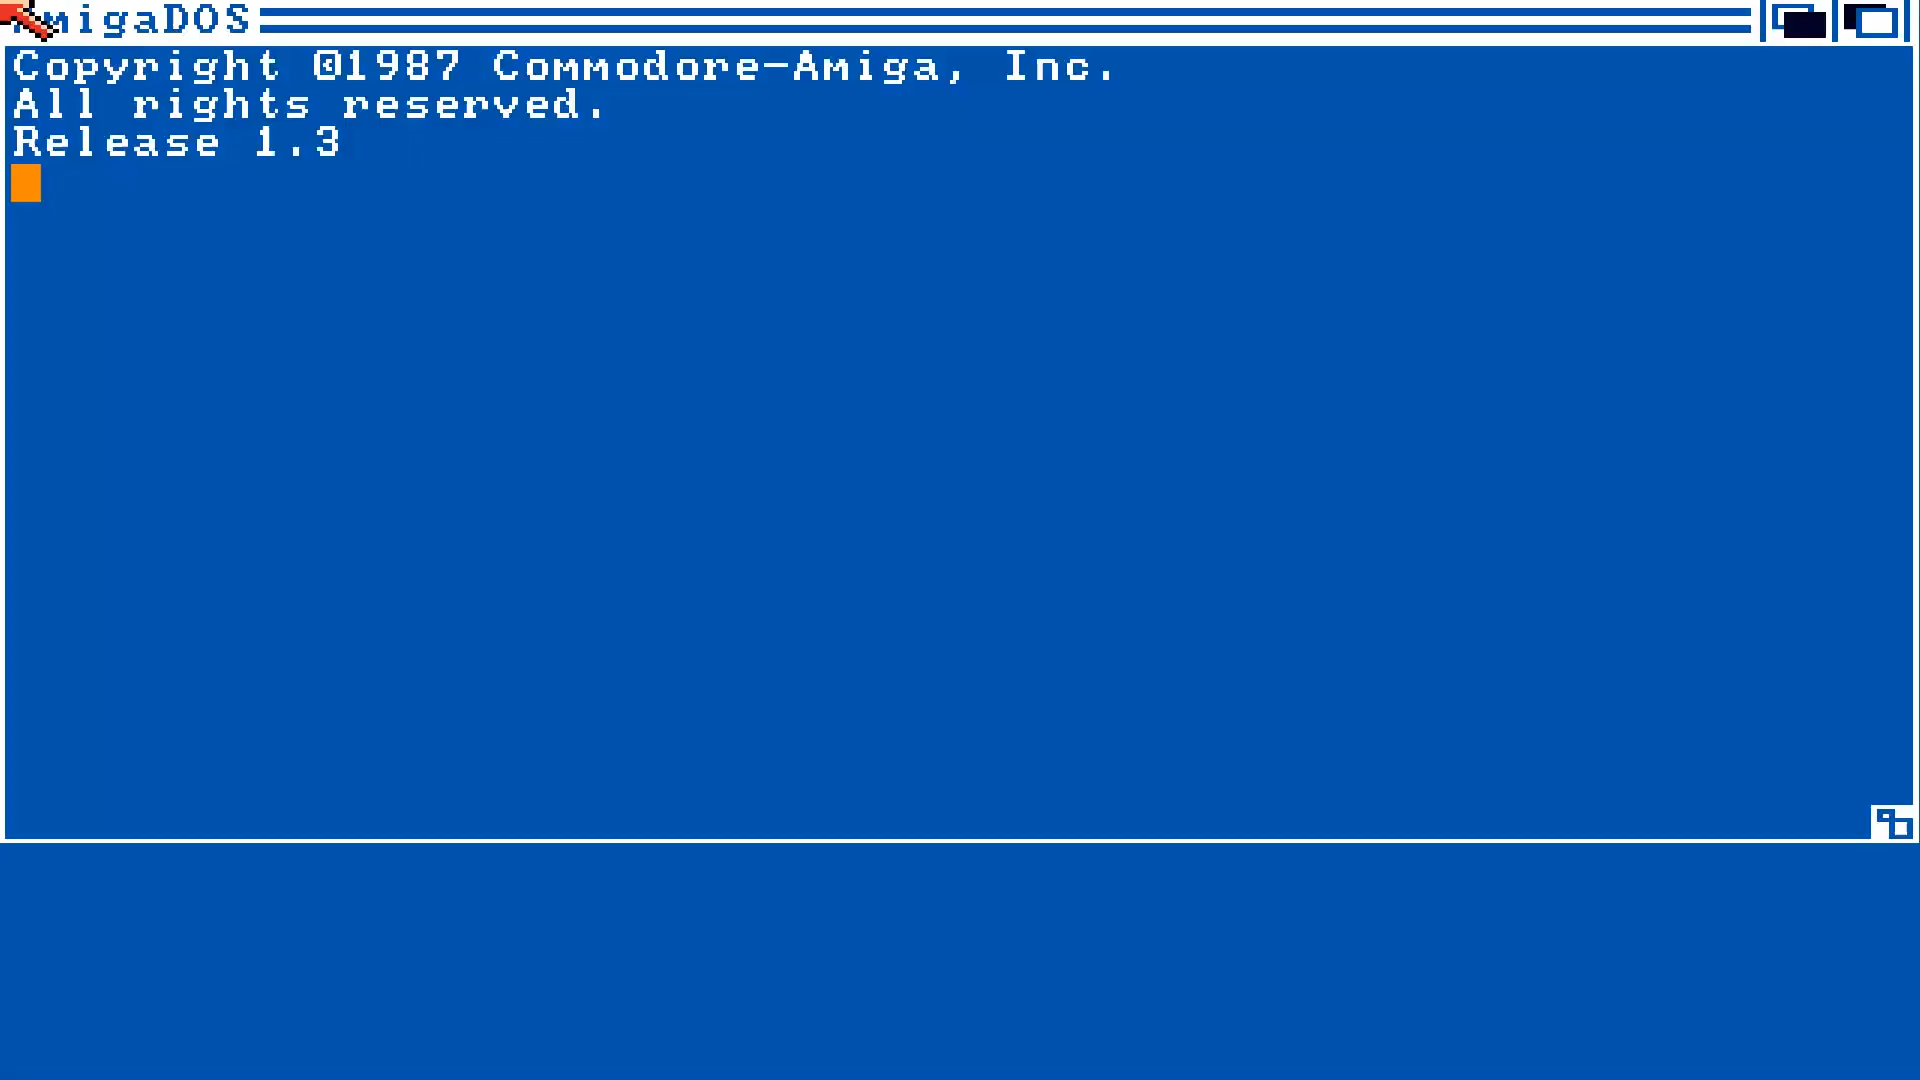 AmigaDOS
Copyright ©1987 Commodore-Amiga, Inc.
All rights reserved.
Release 1.3